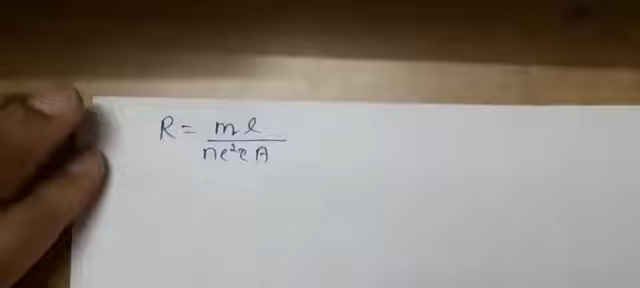 R = ml / ne²τA